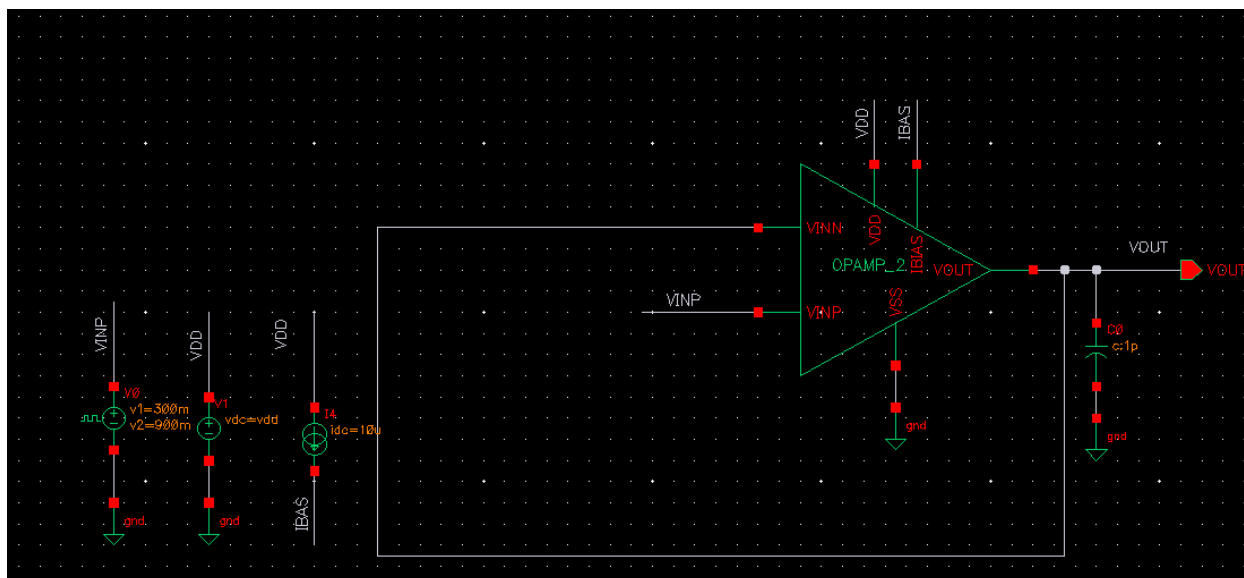 VDD
IBAS
VINN
VDD
IBIAS
OPAMP_2
VOUT
VOUT
VOUT
VINP
VINP
VSS
gnd
C0
c:1p
gnd
VINP
V0
v1=300m
v2=900m
gnd
VDD
V1
vdc=vdd
gnd
VDD
I4
idc=10u
IBAS